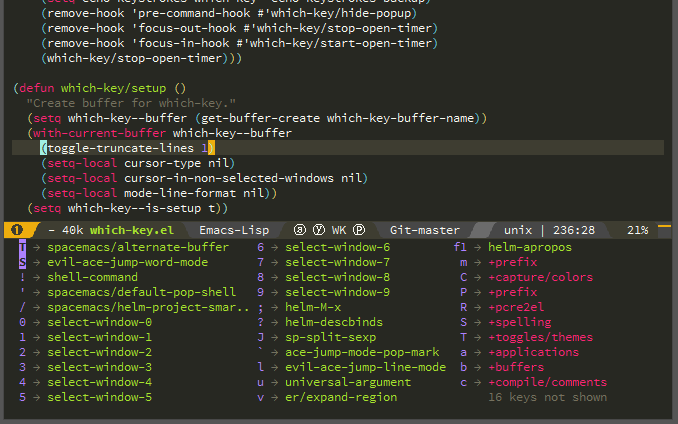 (setq echo-keystrokes which-key--echo-keystrokes-backup)
(remove-hook 'pre-command-hook #'which-key/hide-popup)
(remove-hook 'focus-out-hook #'which-key/stop-open-timer)
(remove-hook 'focus-in-hook #'which-key/start-open-timer)
(which-key/stop-open-timer)))
(defun which-key/setup ()
"Create buffer for which-key."
(setq which-key--buffer (get-buffer-create which-key-buffer-name))
(with-current-buffer which-key--buffer
(toggle-truncate-lines 1)
(setq-local cursor-type nil)
(setq-local cursor-in-non-selected-windows nil)
(setq-local mode-line-format nil))
(setq which-key--is-setup t))
❶ - 40k which-key.el Emacs-Lisp ⓐ ⓨ WK Ⓟ Git-master unix | 236:28 21%
T → spacemacs/alternate-buffer 6 → select-window-6 f1 → helm-apropos
S → evil-ace-jump-word-mode 7 → select-window-7 m → +prefix
! → shell-command 8 → select-window-8 C → +capture/colors
' → spacemacs/default-pop-shell 9 → select-window-9 P → +prefix
/ → spacemacs/helm-project-smar.. ; → helm-M-x R → +pcre2el
0 → select-window-0 ? → helm-descbinds S → +spelling
1 → select-window-1 J → sp-split-sexp T → +toggles/themes
2 → select-window-2 ` → ace-jump-mode-pop-mark a → +applications
3 → select-window-3 l → evil-ace-jump-line-mode b → +buffers
4 → select-window-4 u → universal-argument c → +compile/comments
5 → select-window-5 v → er/expand-region 16 keys not shown